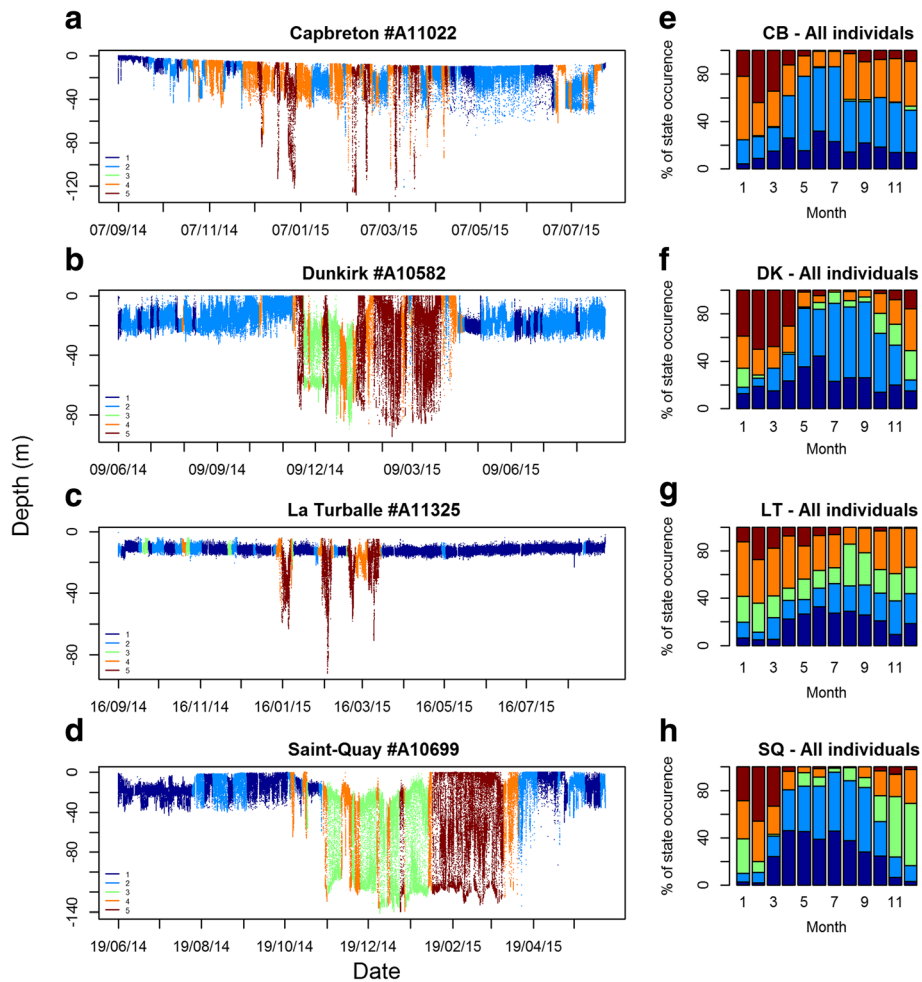 a
Capbreton #A11022
0
-40
-80
-120
1
2
3
4
5
07/09/14 07/11/14 07/01/15 07/03/15 07/05/15 07/07/15
e
CB - All individals
% of state occurence
80
40
0
1 3 5 7 9 11
Month
b
Dunkirk #A10582
0
-40
-80
1
2
3
4
5
09/06/14 09/09/14 09/12/14 09/03/15 09/06/15
f
DK - All individuals
% of state occurence
80
40
0
1 3 5 7 9 11
Month
Depth (m)
c
La Turballe #A11325
0
-40
-80
1
2
3
4
5
16/09/14 16/11/14 16/01/15 16/03/15 16/05/15 16/07/15
g
LT - All individuals
% of state occurence
80
40
0
1 3 5 7 9 11
Month
d
Saint-Quay #A10699
0
-40
-80
-140
1
2
3
4
5
19/06/14 19/08/14 19/10/14 19/12/14 19/02/15 19/04/15
Date
h
SQ - All individuals
% of state occurence
80
40
0
1 3 5 7 9 11
Month